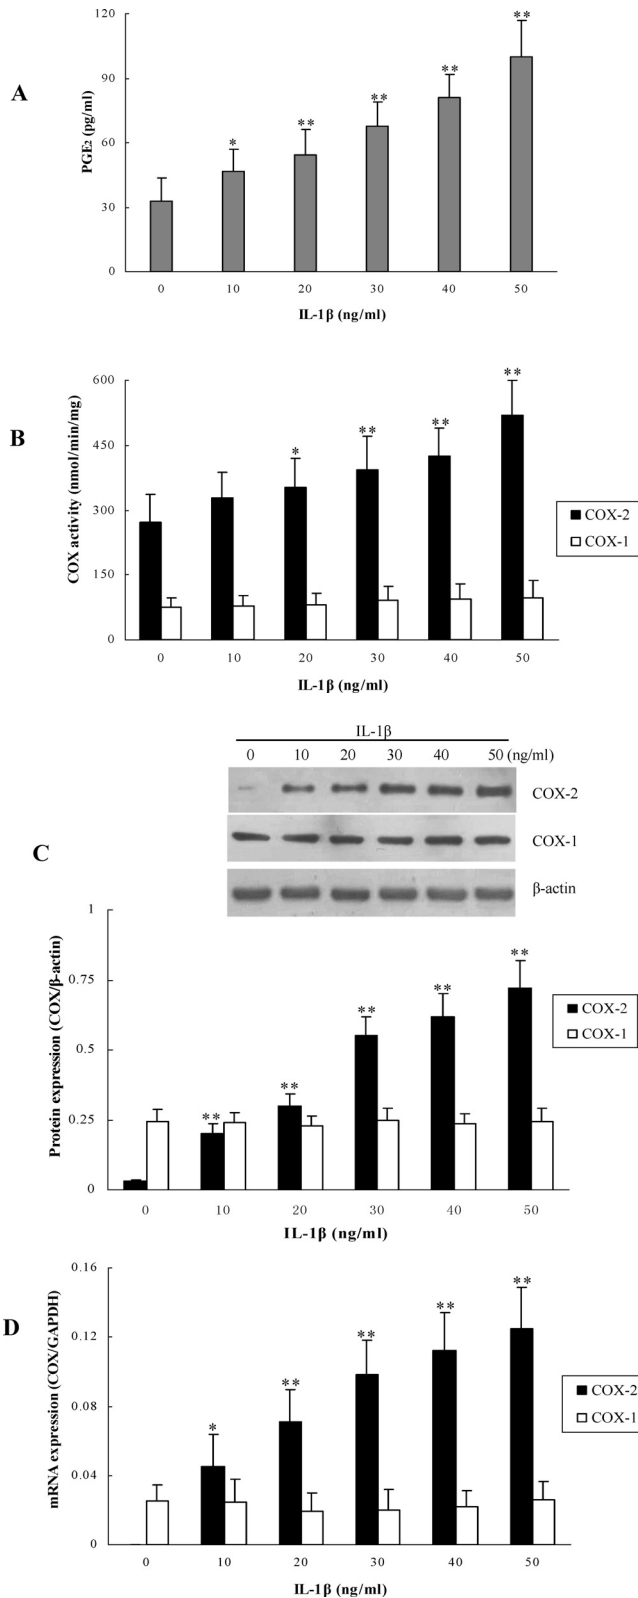 A
PGE₂ (pg/ml)
120
90
60
30
0
*
**
**
**
**
0 10 20 30 40 50
IL-1β (ng/ml)
B
COX activity (nmol/min/mg)
600
450
300
150
0
*
**
**
**
COX-2
COX-1
0 10 20 30 40 50
IL-1β (ng/ml)
IL-1β
0 10 20 30 40 50 (ng/ml)
COX-2
COX-1
β-actin
C
Protein expression (COX/β-actin)
1
0.75
0.5
0.25
0
**
**
**
**
**
COX-2
COX-1
0 10 20 30 40 50
IL-1β (ng/ml)
D
mRNA expression (COX/GAPDH)
0.16
0.12
0.08
0.04
0
*
**
**
**
**
COX-2
COX-1
0 10 20 30 40 50
IL-1β (ng/ml)